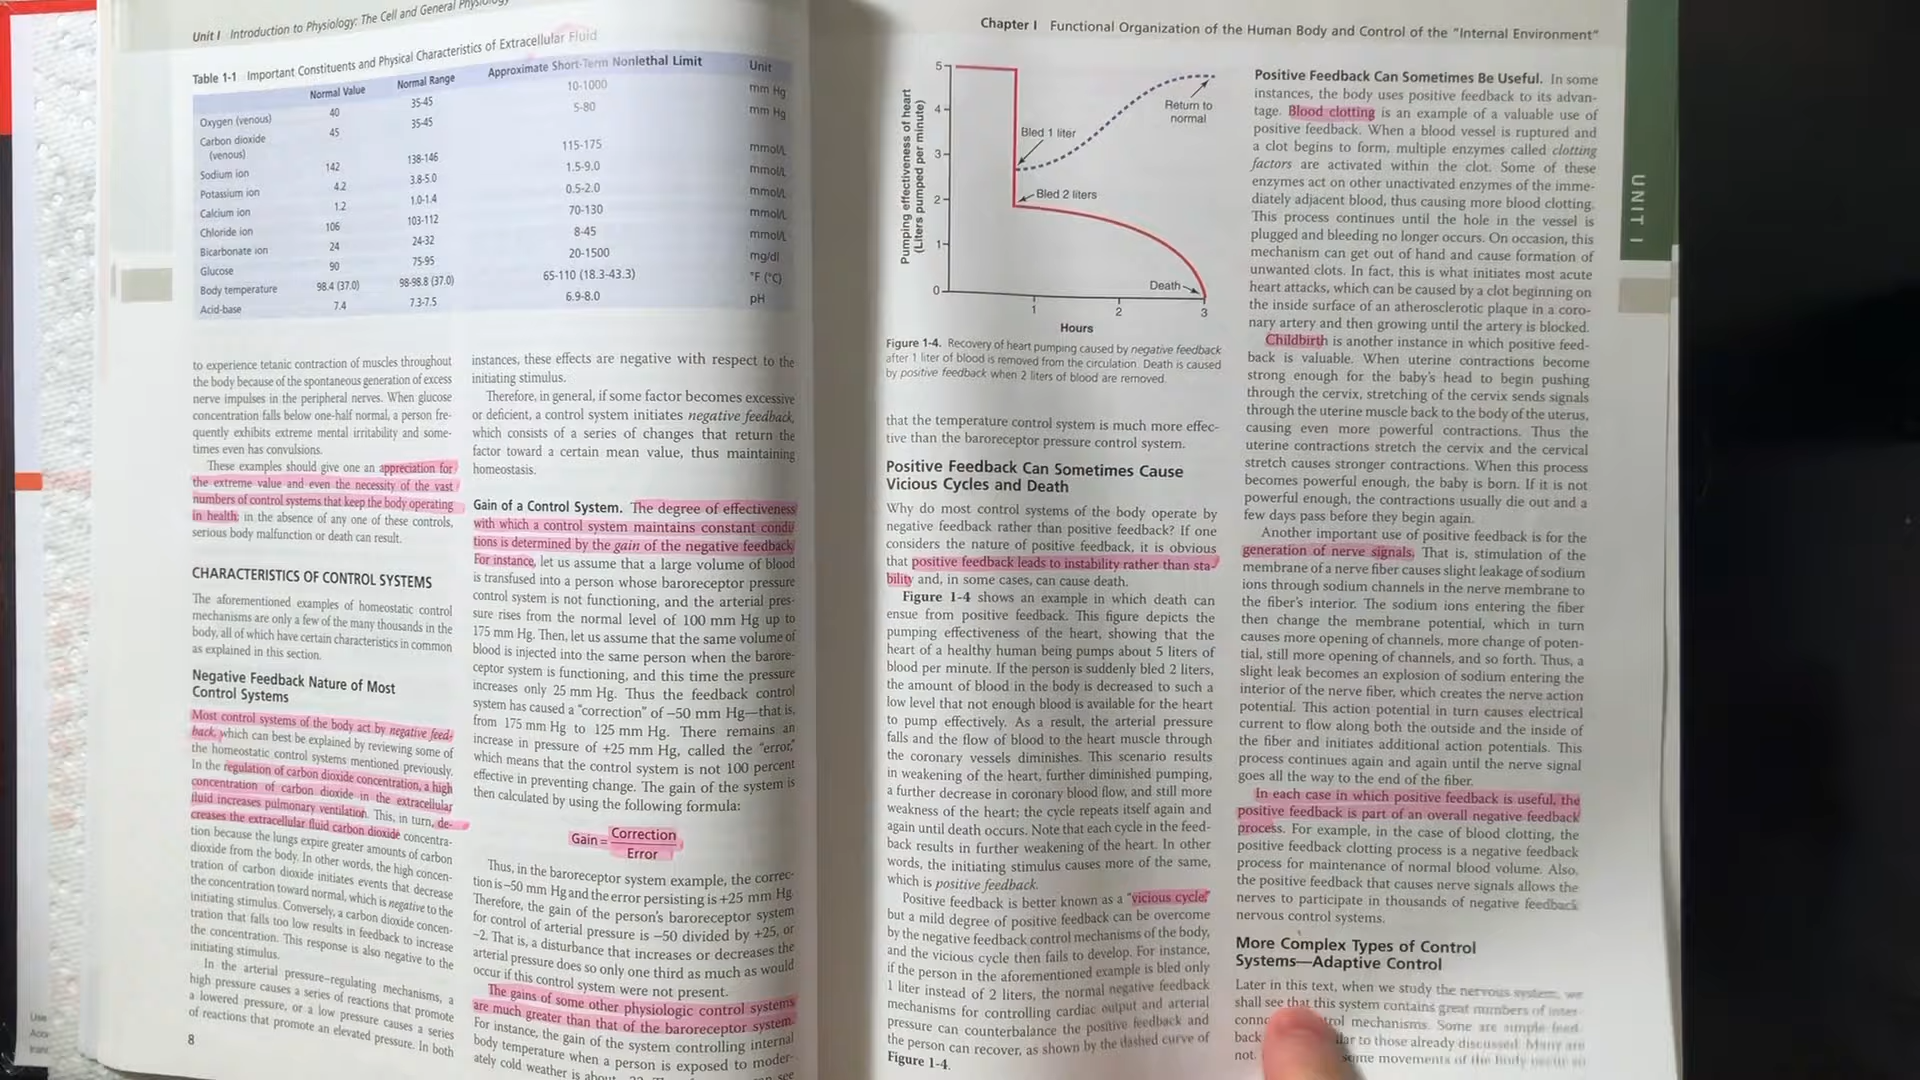 Unit I Introduction to Physiology: The Cell and General Physiology
Table 1-1 Important Constituents and Physical Characteristics of Extracellular Fluid
Normal Value Normal Range Approximate Short-Term Nonlethal Limit Unit
Oxygen (venous) 40 35-45 10-1000 mm Hg
Carbon dioxide (venous) 45 35-45 5-80 mm Hg
Sodium ion 142 138-146 115-175 mmol/L
Potassium ion 4.2 3.8-5.0 1.5-9.0 mmol/L
Calcium ion 1.2 1.0-1.4 0.5-2.0 mmol/L
Chloride ion 106 103-112 70-130 mmol/L
Bicarbonate ion 24 24-32 8-45 mmol/L
Glucose 90 75-95 20-1500 mg/dl
Body temperature 98.4 (37.0) 98-98.8 (37.0) 65-110 (18.3-43.3) °F (°C)
Acid-base 7.4 7.3-7.5 6.9-8.0 pH
to experience tetanic contraction of muscles throughout
the body because of the spontaneous generation of excess
nerve impulses in the peripheral nerves. When glucose
concentration falls below one-half normal, a person fre-
quently exhibits extreme mental irritability and some-
times even has convulsions.
These examples should give one an appreciation for
the extreme value and even the necessity of the vast
numbers of control systems that keep the body operating
in health; in the absence of any one of these controls,
serious body malfunction or death can result.
CHARACTERISTICS OF CONTROL SYSTEMS
The aforementioned examples of homeostatic control
mechanisms are only a few of the many thousands in the
body, all of which have certain characteristics in common
as explained in this section.
Negative Feedback Nature of Most
Control Systems
Most control systems of the body act by negative feed-
back, which can best be explained by reviewing some of
the homeostatic control systems mentioned previously.
In the regulation of carbon dioxide concentration, a high
concentration of carbon dioxide in the extracellular
fluid increases pulmonary ventilation. This, in turn, de-
creases the extracellular fluid carbon dioxide concentra-
tion because the lungs expire greater amounts of carbon
dioxide from the body. In other words, the high concen-
tration of carbon dioxide initiates events that decrease
the concentration toward normal, which is negative to the
initiating stimulus. Conversely, a carbon dioxide concen-
tration that falls too low results in feedback to increase
the concentration. This response is also negative to the
initiating stimulus.
In the arterial pressure–regulating mechanisms, a
high pressure causes a series of reactions that promote
a lowered pressure, or a low pressure causes a series
of reactions that promote an elevated pressure. In both
8
instances, these effects are negative with respect to the
initiating stimulus.
Therefore, in general, if some factor becomes excessive
or deficient, a control system initiates negative feedback,
which consists of a series of changes that return the
factor toward a certain mean value, thus maintaining
homeostasis.
Gain of a Control System. The degree of effectiveness
with which a control system maintains constant condi
tions is determined by the gain of the negative feedback.
For instance, let us assume that a large volume of blood
is transfused into a person whose baroreceptor pressure
control system is not functioning, and the arterial pres-
sure rises from the normal level of 100 mm Hg up to
175 mm Hg. Then, let us assume that the same volume of
blood is injected into the same person when the barore-
ceptor system is functioning, and this time the pressure
increases only 25 mm Hg. Thus the feedback control
system has caused a "correction" of −50 mm Hg—that is,
from 175 mm Hg to 125 mm Hg. There remains an
increase in pressure of +25 mm Hg, called the "error,"
which means that the control system is not 100 percent
effective in preventing change. The gain of the system is
then calculated by using the following formula:
Gain = Correction
Error
Thus, in the baroreceptor system example, the correc-
tion is −50 mm Hg and the error persisting is +25 mm Hg.
Therefore, the gain of the person's baroreceptor system
for control of arterial pressure is −50 divided by +25, or
−2. That is, a disturbance that increases or decreases the
arterial pressure does so only one third as much as would
occur if this control system were not present.
The gains of some other physiologic control systems
are much greater than that of the baroreceptor system.
For instance, the gain of the system controlling internal
body temperature when a person is exposed to moder-
ately cold weather is about
Chapter 1 Functional Organization of the Human Body and Control of the "Internal Environment"
Pumping effectiveness of heart
(Liters pumped per minute)
5
4
3
2
1
0
Return to
normal
Bled 1 liter
Bled 2 liters
Death
1 2 3
Hours
Figure 1-4. Recovery of heart pumping caused by negative feedback
after 1 liter of blood is removed from the circulation. Death is caused
by positive feedback when 2 liters of blood are removed.
that the temperature control system is much more effec-
tive than the baroreceptor pressure control system.
Positive Feedback Can Sometimes Cause
Vicious Cycles and Death
Why do most control systems of the body operate by
negative feedback rather than positive feedback? If one
considers the nature of positive feedback, it is obvious
that positive feedback leads to instability rather than sta-
bility and, in some cases, can cause death.
Figure 1-4 shows an example in which death can
ensue from positive feedback. This figure depicts the
pumping effectiveness of the heart, showing that the
heart of a healthy human being pumps about 5 liters of
blood per minute. If the person is suddenly bled 2 liters,
the amount of blood in the body is decreased to such a
low level that not enough blood is available for the heart
to pump effectively. As a result, the arterial pressure
falls and the flow of blood to the heart muscle through
the coronary vessels diminishes. This scenario results
in weakening of the heart, further diminished pumping,
a further decrease in coronary blood flow, and still more
weakness of the heart; the cycle repeats itself again and
again until death occurs. Note that each cycle in the feed-
back results in further weakening of the heart. In other
words, the initiating stimulus causes more of the same,
which is positive feedback.
Positive feedback is better known as a "vicious cycle,"
but a mild degree of positive feedback can be overcome
by the negative feedback control mechanisms of the body,
and the vicious cycle then fails to develop. For instance,
if the person in the aforementioned example is bled only
1 liter instead of 2 liters, the normal negative feedback
mechanisms for controlling cardiac output and arterial
pressure can counterbalance the positive feedback and
the person can recover, as shown by the dashed curve of
Figure 1-4.
Positive Feedback Can Sometimes Be Useful. In some
instances, the body uses positive feedback to its advan-
tage. Blood clotting is an example of a valuable use of
positive feedback. When a blood vessel is ruptured and
a clot begins to form, multiple enzymes called clotting
factors are activated within the clot. Some of these
enzymes act on other unactivated enzymes of the imme-
diately adjacent blood, thus causing more blood clotting.
This process continues until the hole in the vessel is
plugged and bleeding no longer occurs. On occasion, this
mechanism can get out of hand and cause formation of
unwanted clots. In fact, this is what initiates most acute
heart attacks, which can be caused by a clot beginning on
the inside surface of an atherosclerotic plaque in a coro-
nary artery and then growing until the artery is blocked.
Childbirth is another instance in which positive feed-
back is valuable. When uterine contractions become
strong enough for the baby's head to begin pushing
through the cervix, stretching of the cervix sends signals
through the uterine muscle back to the body of the uterus,
causing even more powerful contractions. Thus the
uterine contractions stretch the cervix and the cervical
stretch causes stronger contractions. When this process
becomes powerful enough, the baby is born. If it is not
powerful enough, the contractions usually die out and a
few days pass before they begin again.
Another important use of positive feedback is for the
generation of nerve signals. That is, stimulation of the
membrane of a nerve fiber causes slight leakage of sodium
ions through sodium channels in the nerve membrane to
the fiber's interior. The sodium ions entering the fiber
then change the membrane potential, which in turn
causes more opening of channels, more change of poten-
tial, still more opening of channels, and so forth. Thus, a
slight leak becomes an explosion of sodium entering the
interior of the nerve fiber, which creates the nerve action
potential. This action potential in turn causes electrical
current to flow along both the outside and the inside of
the fiber and initiates additional action potentials. This
process continues again and again until the nerve signal
goes all the way to the end of the fiber.
In each case in which positive feedback is useful, the
positive feedback is part of an overall negative feedback
process. For example, in the case of blood clotting, the
positive feedback clotting process is a negative feedback
process for maintenance of normal blood volume. Also,
the positive feedback that causes nerve signals allows the
nerves to participate in thousands of negative feedback
nervous control systems.
More Complex Types of Control
Systems—Adaptive Control
Later in this text, when we study the nervous system, we
shall see that this system contains great numbers of inter-
conne trol mechanisms. Some are simple feed-
back lar to those already discussed. Many are
not. some movements of the body occur so
UNIT I